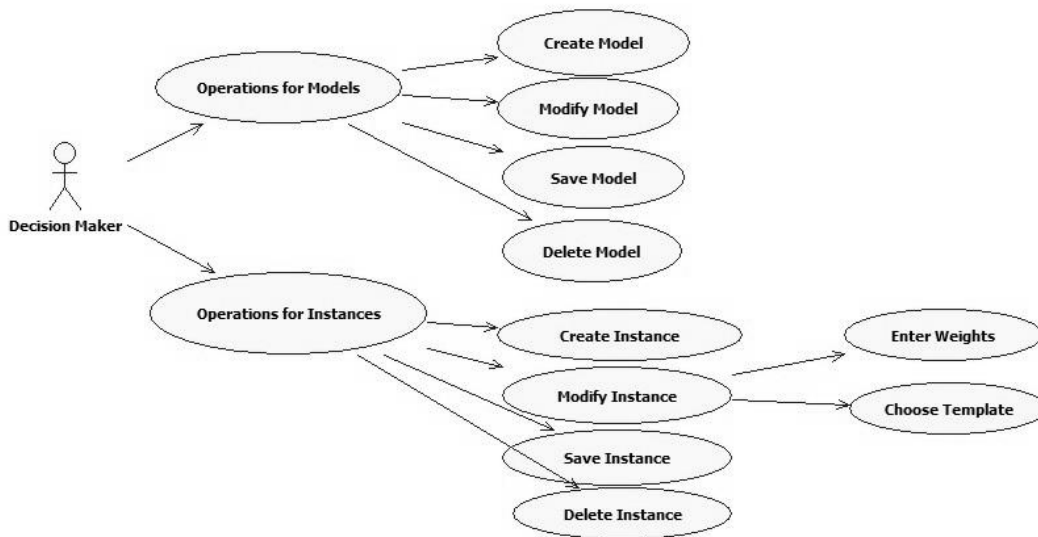 Create Model
Operations for Models
Modify Model
Save Model
Decision Maker
Delete Model
Operations for Instances
Create Instance
Enter Weights
Modify Instance
Choose Template
Save Instance
Delete Instance